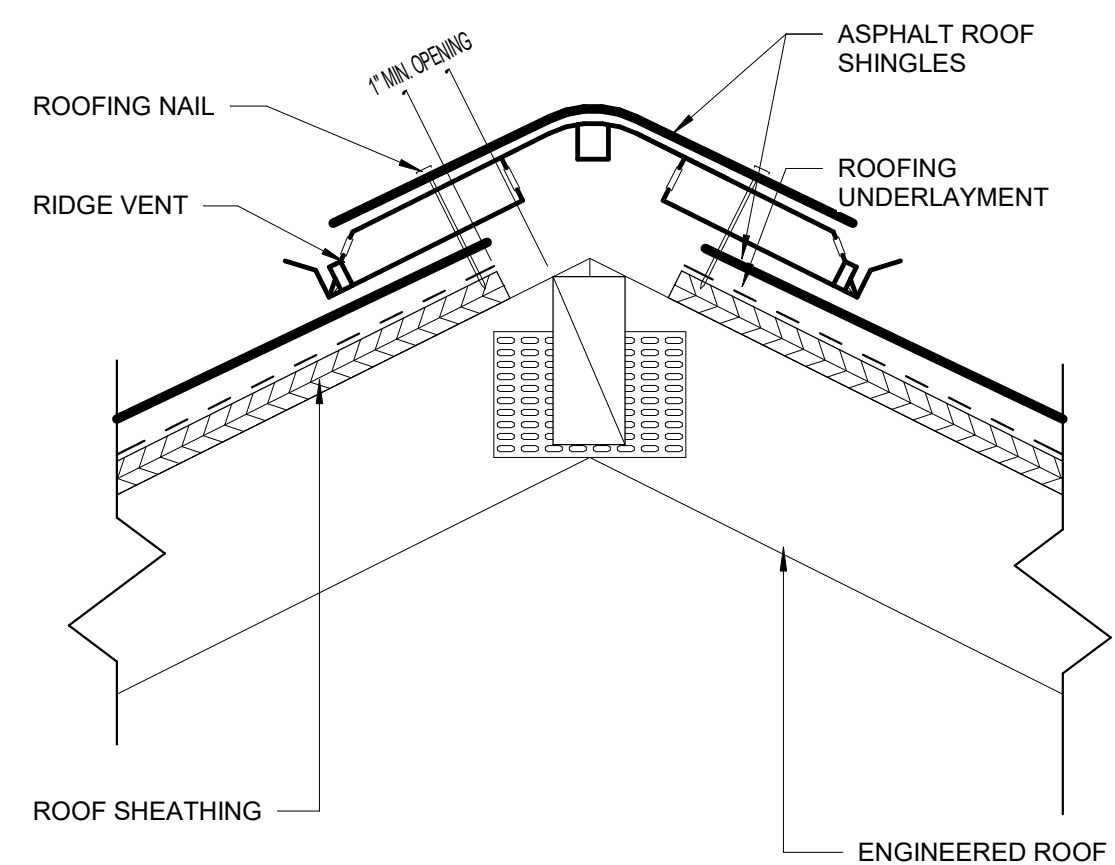 ASPHALT ROOF
SHINGLES
1" MIN. OPENING
ROOFING NAIL
ROOFING
UNDERLAYMENT
RIDGE VENT
ROOF SHEATHING
ENGINEERED ROOF